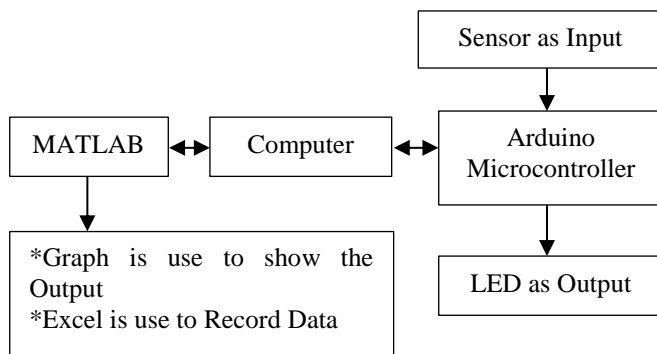 Sensor as Input
MATLAB
Computer
Arduino
Microcontroller
*Graph is use to show the
Output
*Excel is use to Record Data
LED as Output